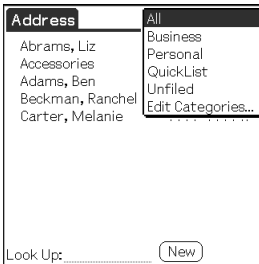 Address
All
Business
Personal
QuickList
Unfiled
Edit Categories...
Abrams, Liz
Accessories
Adams, Ben
Beckman, Ranchel
Carter, Melanie
Look Up:
New